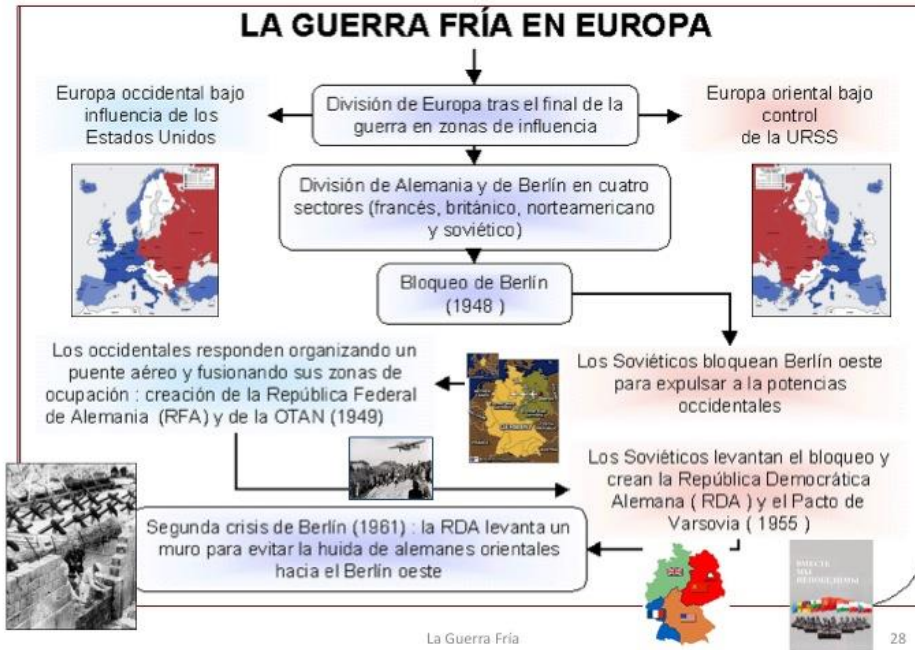 LA GUERRA FRÍA EN EUROPA
Europa occidental bajo
influencia de los
Estados Unidos
División de Europa tras el final de la
guerra en zonas de influencia
Europa oriental bajo
control
de la URSS
División de Alemania y de Berlín en cuatro
sectores (francés, británico, norteamericano
y soviético)
Bloqueo de Berlín
(1948 )
Los occidentales responden organizando un
puente aéreo y fusionando sus zonas de
ocupación : creación de la República Federal
de Alemania (RFA) y de la OTAN (1949)
GERMANY
Los Soviéticos bloquean Berlín oeste
para expulsar a la potencias
occidentales
Los Soviéticos levantan el bloqueo y
crean la República Democrática
Alemana ( RDA ) y el Pacto de
Varsovia ( 1955 )
Segunda crisis de Berlín (1961) : la RDA levanta un
muro para evitar la huida de alemanes orientales
hacia el Berlín oeste
ВМЕСТЕ
МЫ
НЕПОБЕДИМЫ
La Guerra Fría
28